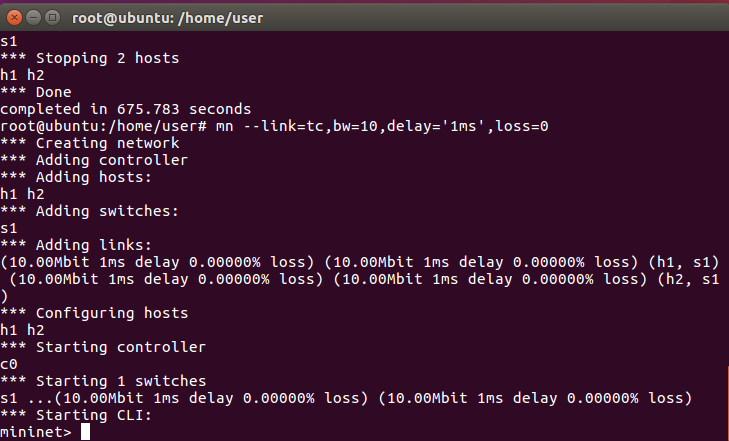 root@ubuntu: /home/user
s1
*** Stopping 2 hosts
h1 h2
*** Done
completed in 675.783 seconds
root@ubuntu:/home/user# mn --link=tc,bw=10,delay='1ms',loss=0
*** Creating network
*** Adding controller
*** Adding hosts:
h1 h2
*** Adding switches:
s1
*** Adding links:
(10.00Mbit 1ms delay 0.00000% loss) (10.00Mbit 1ms delay 0.00000% loss) (h1, s1)
 (10.00Mbit 1ms delay 0.00000% loss) (10.00Mbit 1ms delay 0.00000% loss) (h2, s1
)
*** Configuring hosts
h1 h2
*** Starting controller
c0
*** Starting 1 switches
s1 ...(10.00Mbit 1ms delay 0.00000% loss) (10.00Mbit 1ms delay 0.00000% loss)
*** Starting CLI:
mininet>